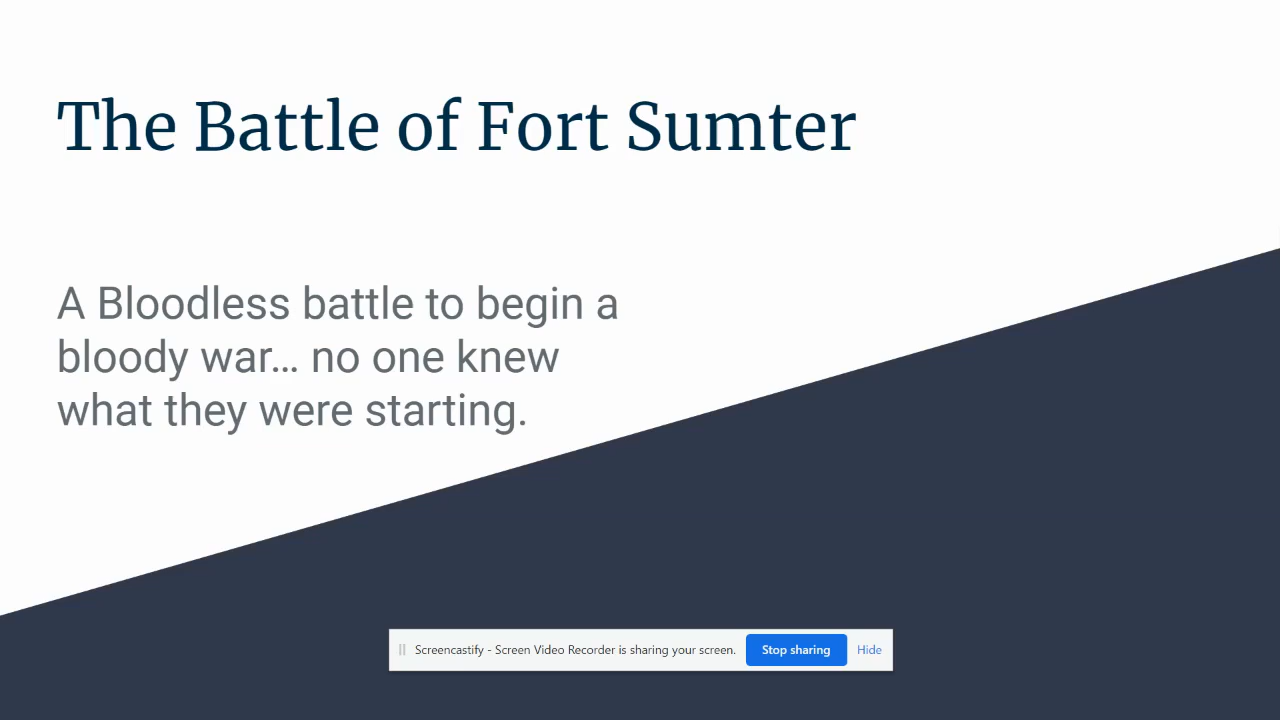 The Battle of Fort Sumter
A Bloodless battle to begin a
bloody war... no one knew
what they were starting.
Screencastify - Screen Video Recorder is sharing your screen. Stop sharing Hide